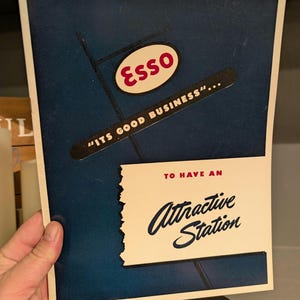 Esso
"ITS GOOD BUSINESS"...
TO HAVE AN
Attractive
Station